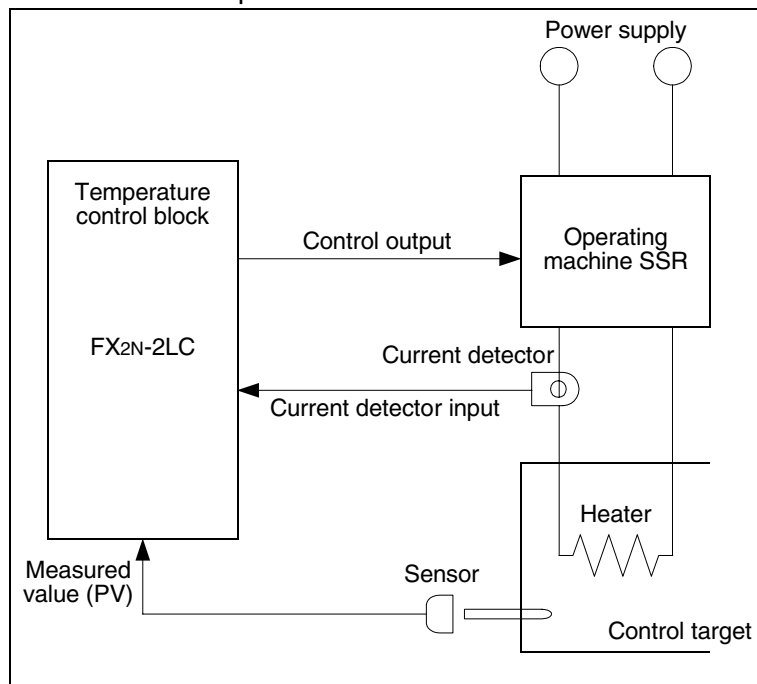 Power supply
Temperature
control block
Control output
Operating
machine SSR
FX2N-2LC
Current detector
Current detector input
Heater
Measured
value (PV)
Sensor
Control target